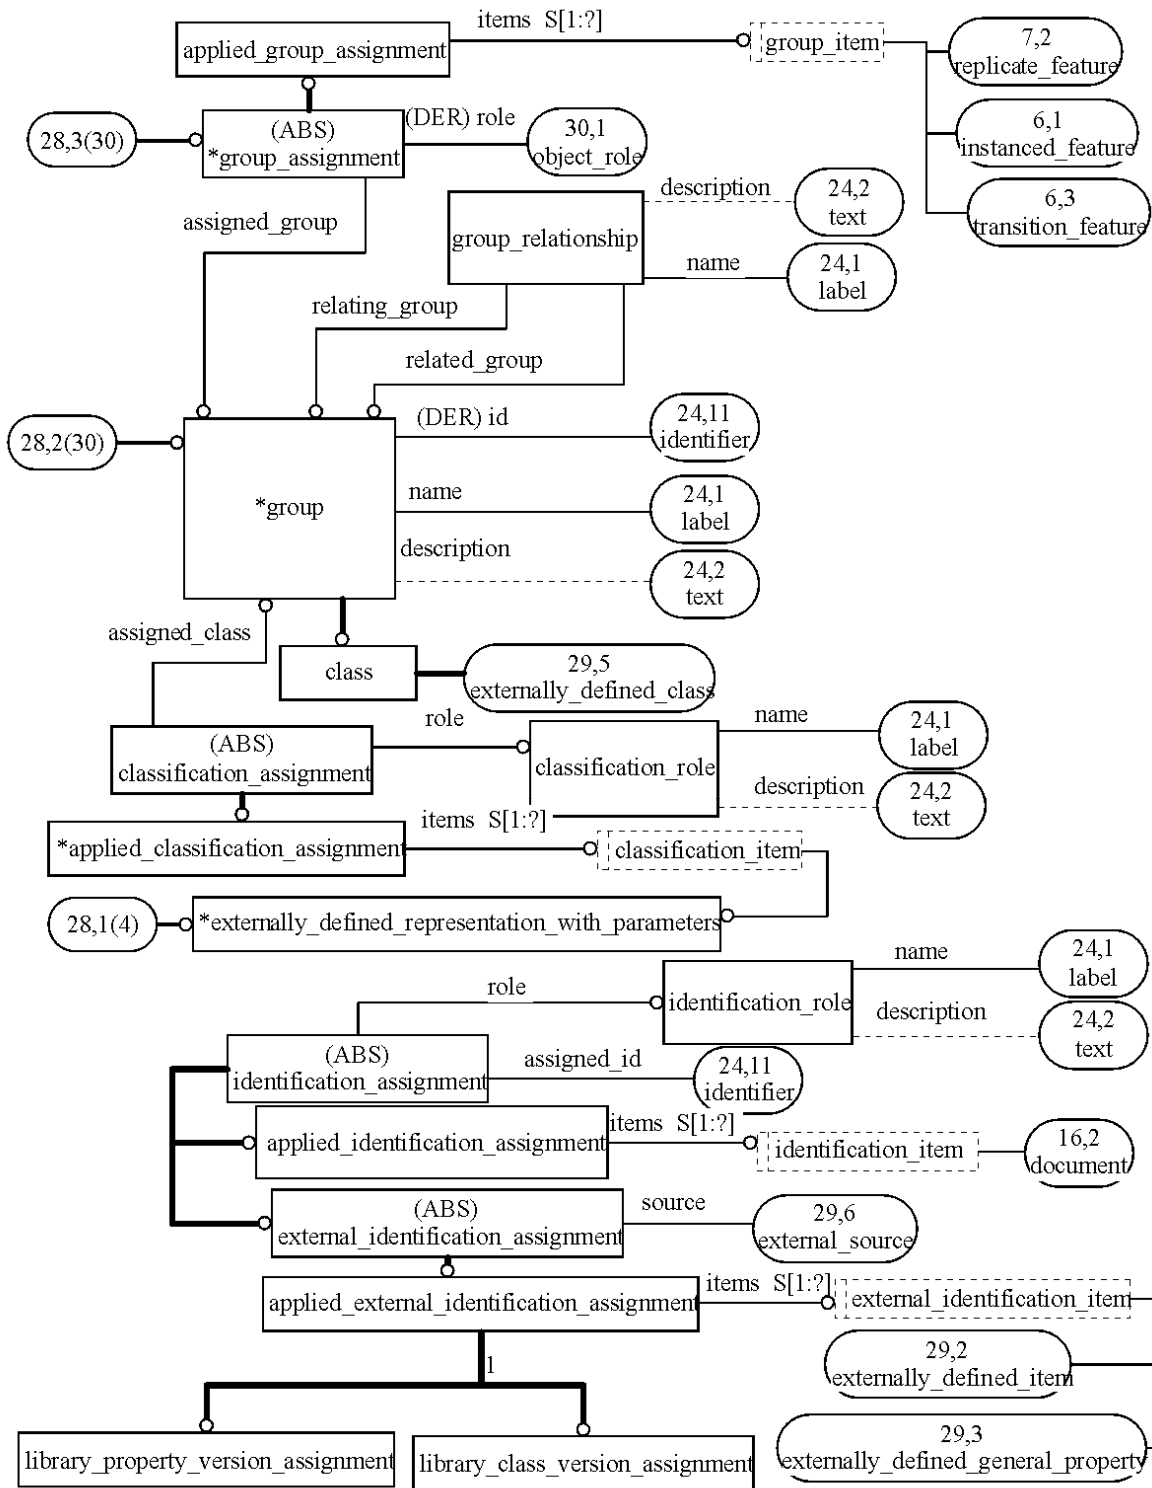 items S[1:?]
applied_group_assignment
group_item
7,2
replicate_feature
28,3(30)
(ABS)
*group_assignment
(DER) role
30,1
object_role
6,1
instanced_feature
assigned_group
description
24,2
text
6,3
transition_feature
group_relationship
name
24,1
label
relating_group
related_group
28,2(30)
*group
(DER) id
24,11
identifier
name
24,1
label
description
24,2
text
assigned_class
class
29,5
externally_defined_class
role
name
24,1
label
(ABS)
classification_assignment
classification_role
description
24,2
text
items S[1:?]
*applied_classification_assignment
classification_item
28,1(4)
*externally_defined_representation_with_parameters
name
24,1
label
role
identification_role
description
24,2
text
(ABS)
identification_assignment
assigned_id
24,11
identifier
items S[1:?]
applied_identification_assignment
identification_item
16,2
document
(ABS)
external_identification_assignment
source
29,6
external_source
items S[1:?]
applied_external_identification_assignment
external_identification_item
1
29,2
externally_defined_item
library_property_version_assignment
library_class_version_assignment
29,3
externally_defined_general_property